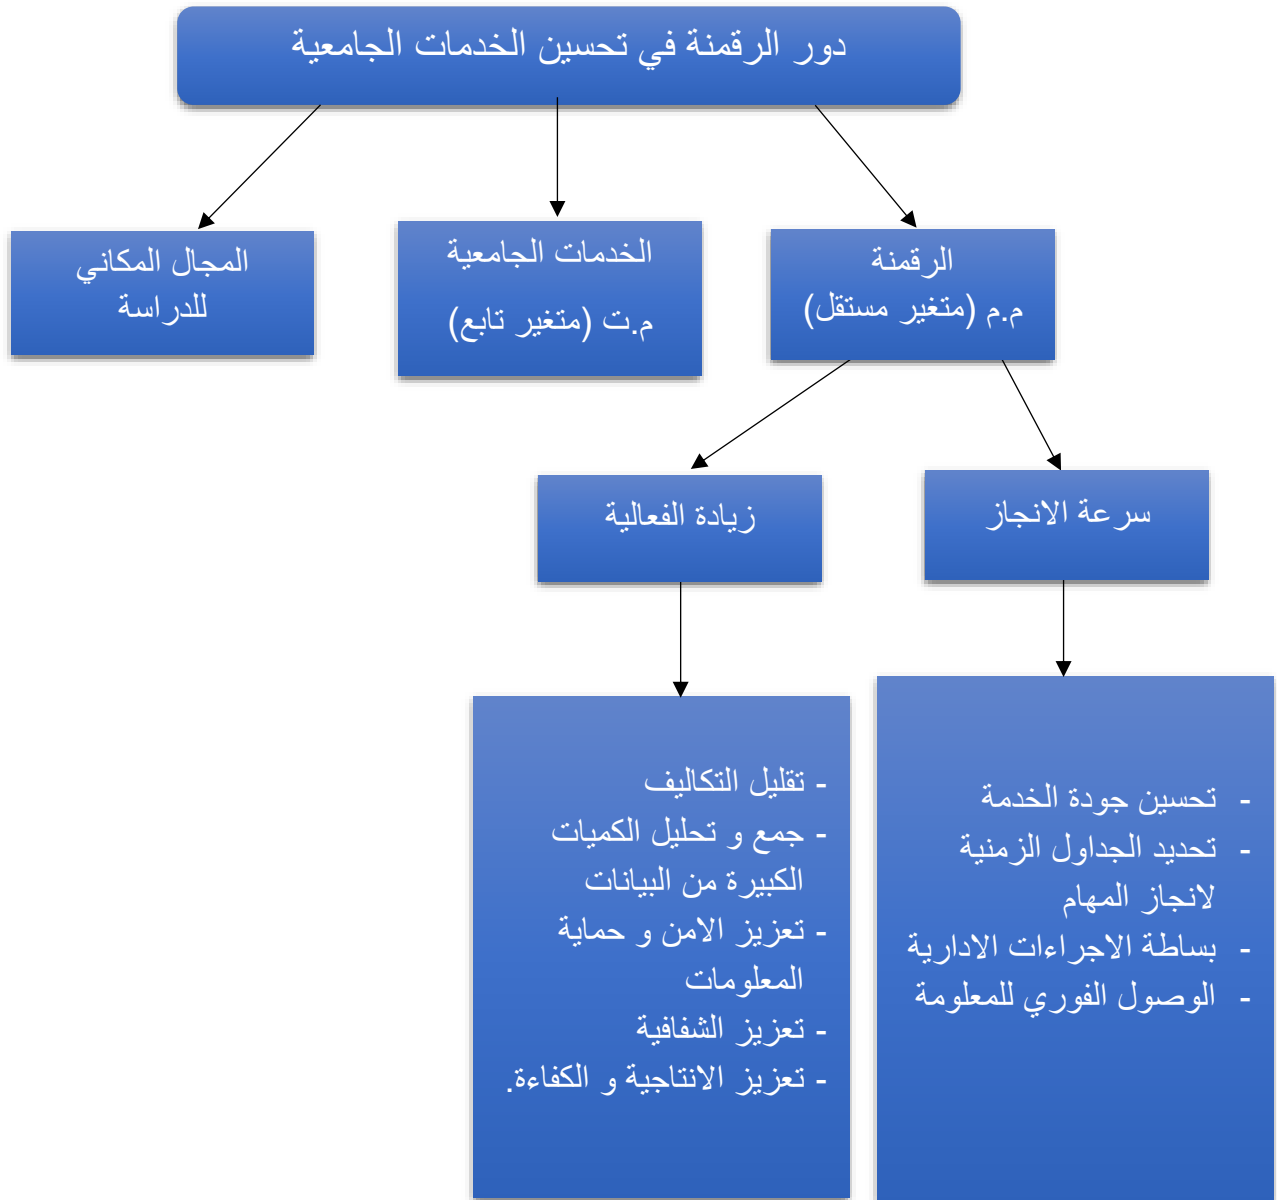 دور الرقمنة في تحسين الخدمات الجامعية
الرقمنة
م.م (متغير مستقل)
الخدمات الجامعية
م.ت (متغير تابع)
المجال المكاني
للدراسة
سرعة الانجاز
زيادة الفعالية
- تحسين جودة الخدمة
- تحديد الجداول الزمنية
لانجاز المهام
- بساطة الاجراءات الادارية
- الوصول الفوري للمعلومة
- تقليل التكاليف
- جمع و تحليل الكميات
الكبيرة من البيانات
- تعزيز الامن و حماية
المعلومات
- تعزيز الشفافية
- تعزيز الانتاجية و الكفاءة.